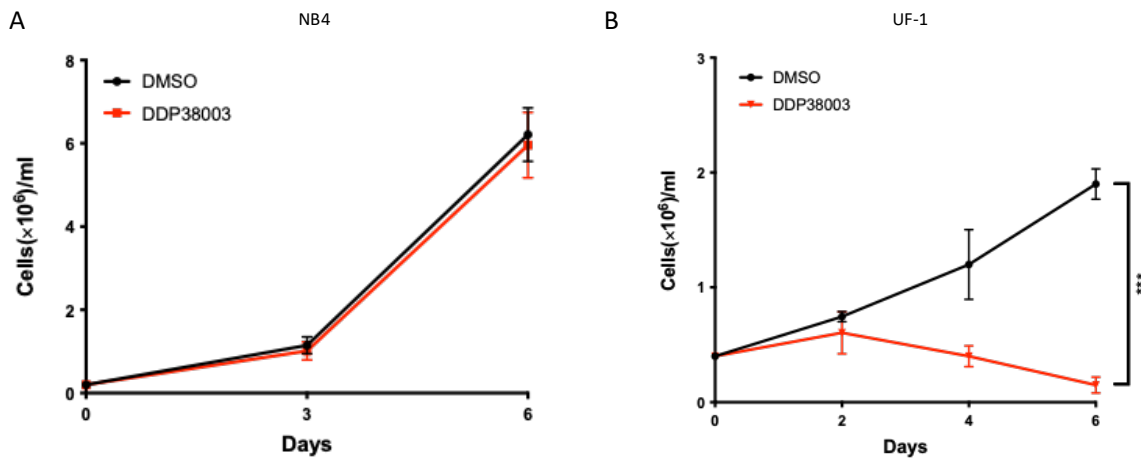 A
NB4
8
6
4
2
0
Cells(×10⁶)/ml
DMSO
DDP38003
0 3 6
Days
B
UF-1
3
2
1
0
Cells(×10⁶)/ml
DMSO
DDP38003
***
0 2 4 6
Days